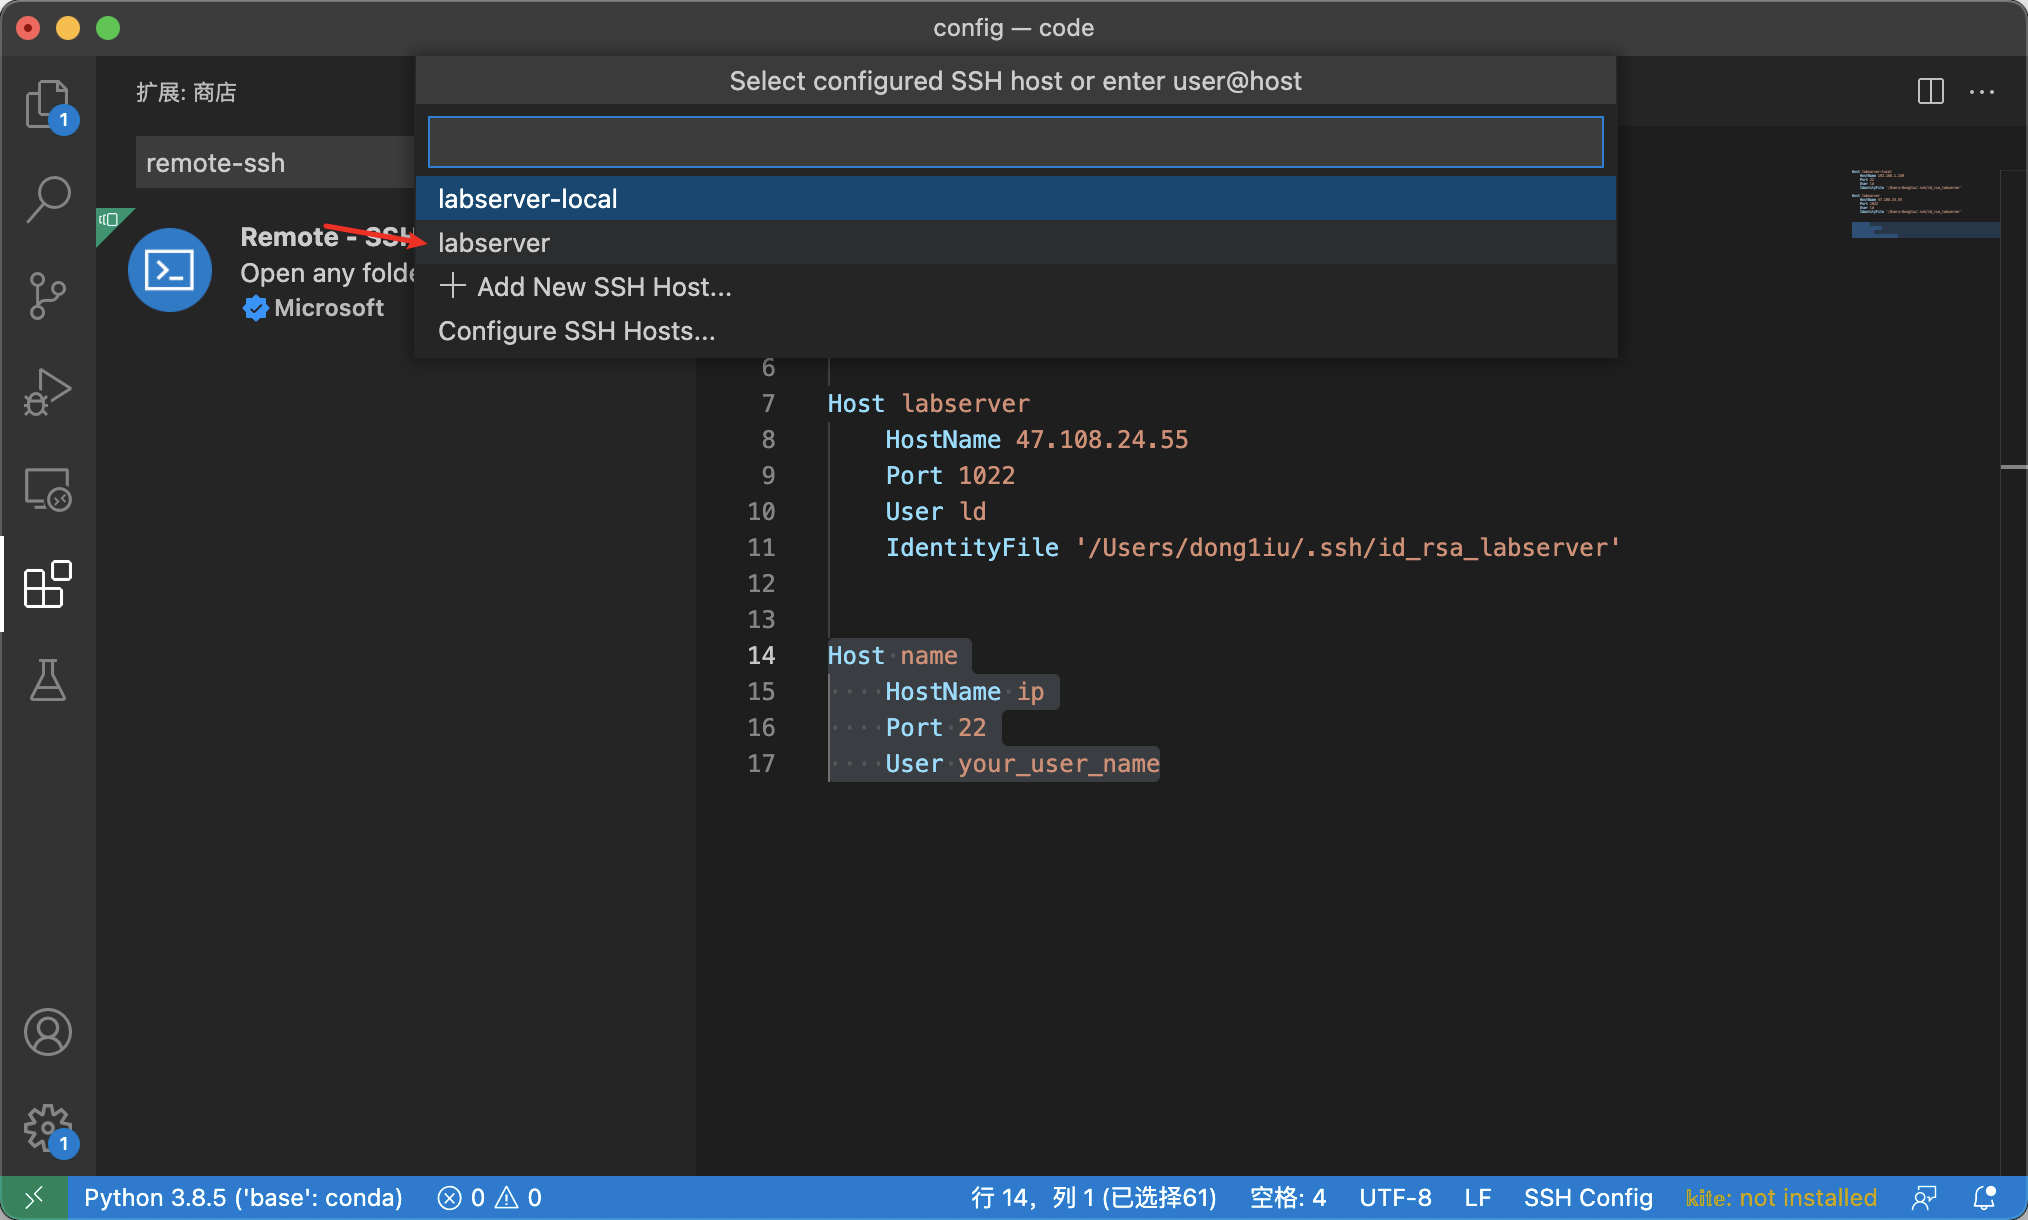 config — code
扩展: 商店
Select configured SSH host or enter user@host
1
remote-ssh
labserver-local
Remote - SSH
labserver
Open any folde
Add New SSH Host...
Microsoft
Configure SSH Hosts...
6
7 Host labserver
8 HostName 47.108.24.55
9 Port 1022
10 User ld
11 IdentityFile '/Users/dong1iu/.ssh/id_rsa_labserver'
12
13
14 Host name
15 HostName ip
16 Port 22
17 User your_user_name
1
Python 3.8.5 ('base': conda) 0 0 行 14，列 1 (已选择61) 空格: 4 UTF-8 LF SSH Config kite: not installed